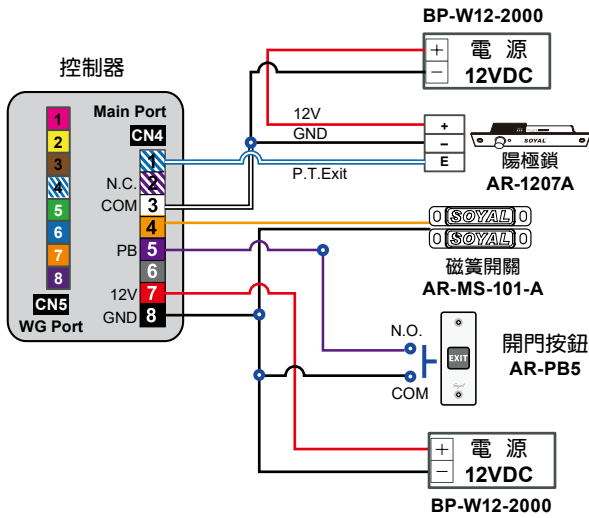 BP-W12-2000
+ 電 源
− 12VDC
控制器
Main Port
CN4
1
2
3
4
5
6
7
8
CN5
WG Port
1
N.C. 2
COM 3
4
PB 5
6
12V 7
GND 8
12V
GND
P.T.Exit
+
−
E
SOYAL
陽極鎖
AR-1207A
SOYAL
SOYAL
磁簧開關
AR-MS-101-A
N.O.
COM
EXIT
開門按鈕
AR-PB5
+ 電 源
− 12VDC
BP-W12-2000